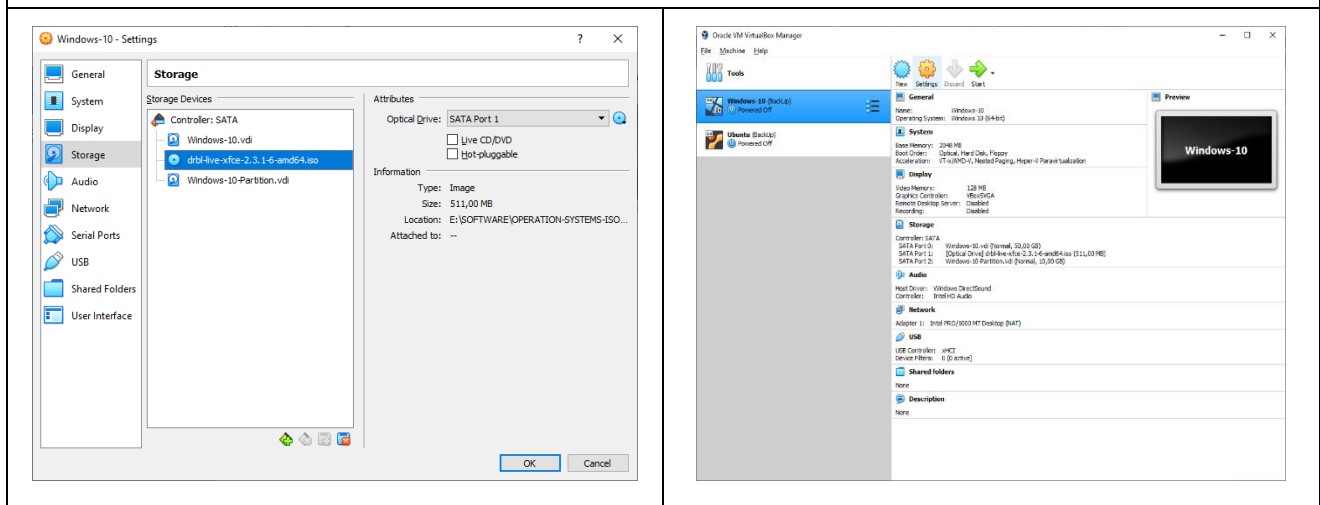 Windows-10 - Settings
General
System
Display
Storage
Audio
Network
Serial Ports
USB
Shared Folders
User Interface
Storage
Storage Devices
Controller: SATA
Windows-10.vdi
drbl-live-xfce-2.3.1-6-amd64.iso
Windows-10-Partition.vdi
Attributes
Optical Drive: SATA Port 1
Live CD/DVD
Hot-pluggable
Information
Type: Image
Size: 511,00 MB
Location: E:\SOFTWARE\OPERATION-SYSTEMS-ISO...
Attached to: --
OK Cancel
Oracle VM VirtualBox Manager
File Machine Help
Tools
Windows-10 (BackUp)
Powered Off
Ubuntu (BackUp)
Powered Off
New Settings Discard Start
General
Name: Windows-10
Operating System: Windows 10 (64-bit)
System
Base Memory: 2048 MB
Boot Order: Optical, Hard Disk, Floppy
Acceleration: VT-x/AMD-V, Nested Paging, Hyper-V Paravirtualization
Display
Video Memory: 128 MB
Graphics Controller: VBoxSVGA
Remote Desktop Server: Disabled
Recording: Disabled
Storage
Controller: SATA
SATA Port 0: Windows-10.vdi (Normal, 50,00 GB)
SATA Port 1: [Optical Drive] drbl-live-xfce-2.3.1-6-amd64.iso (511,00 MB)
SATA Port 2: Windows-10-Partition.vdi (Normal, 10,00 GB)
Audio
Host Driver: Windows DirectSound
Controller: Intel HD Audio
Network
Adapter 1: Intel PRO/1000 MT Desktop (NAT)
USB
USB Controller: xHCI
Device Filters: 0 (0 active)
Shared folders
None
Description
None
Preview
Windows-10